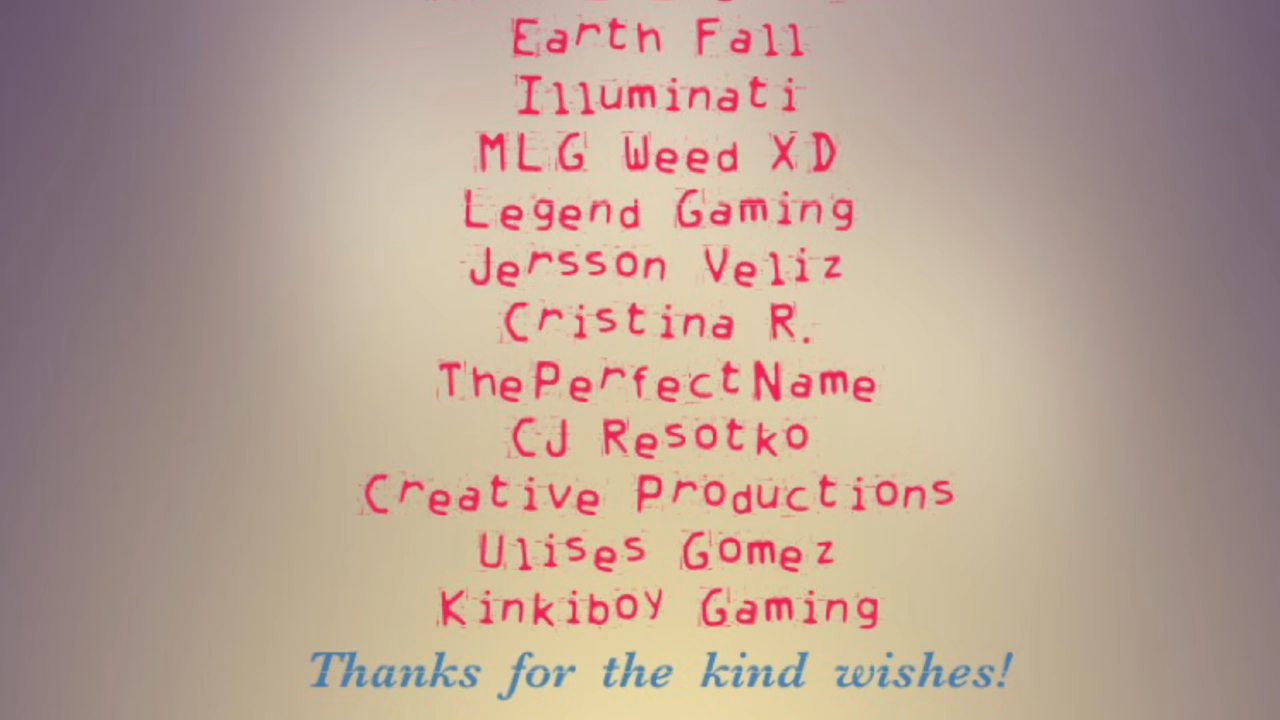 Earth Fall
Illuminati
MLG Weed XD
Legend Gaming
Jersson Veliz
Cristina R.
ThePerfectName
CJ Resotko
Creative Productions
Ulises Gomez
Kinkiboy Gaming
Thanks for the kind wishes!